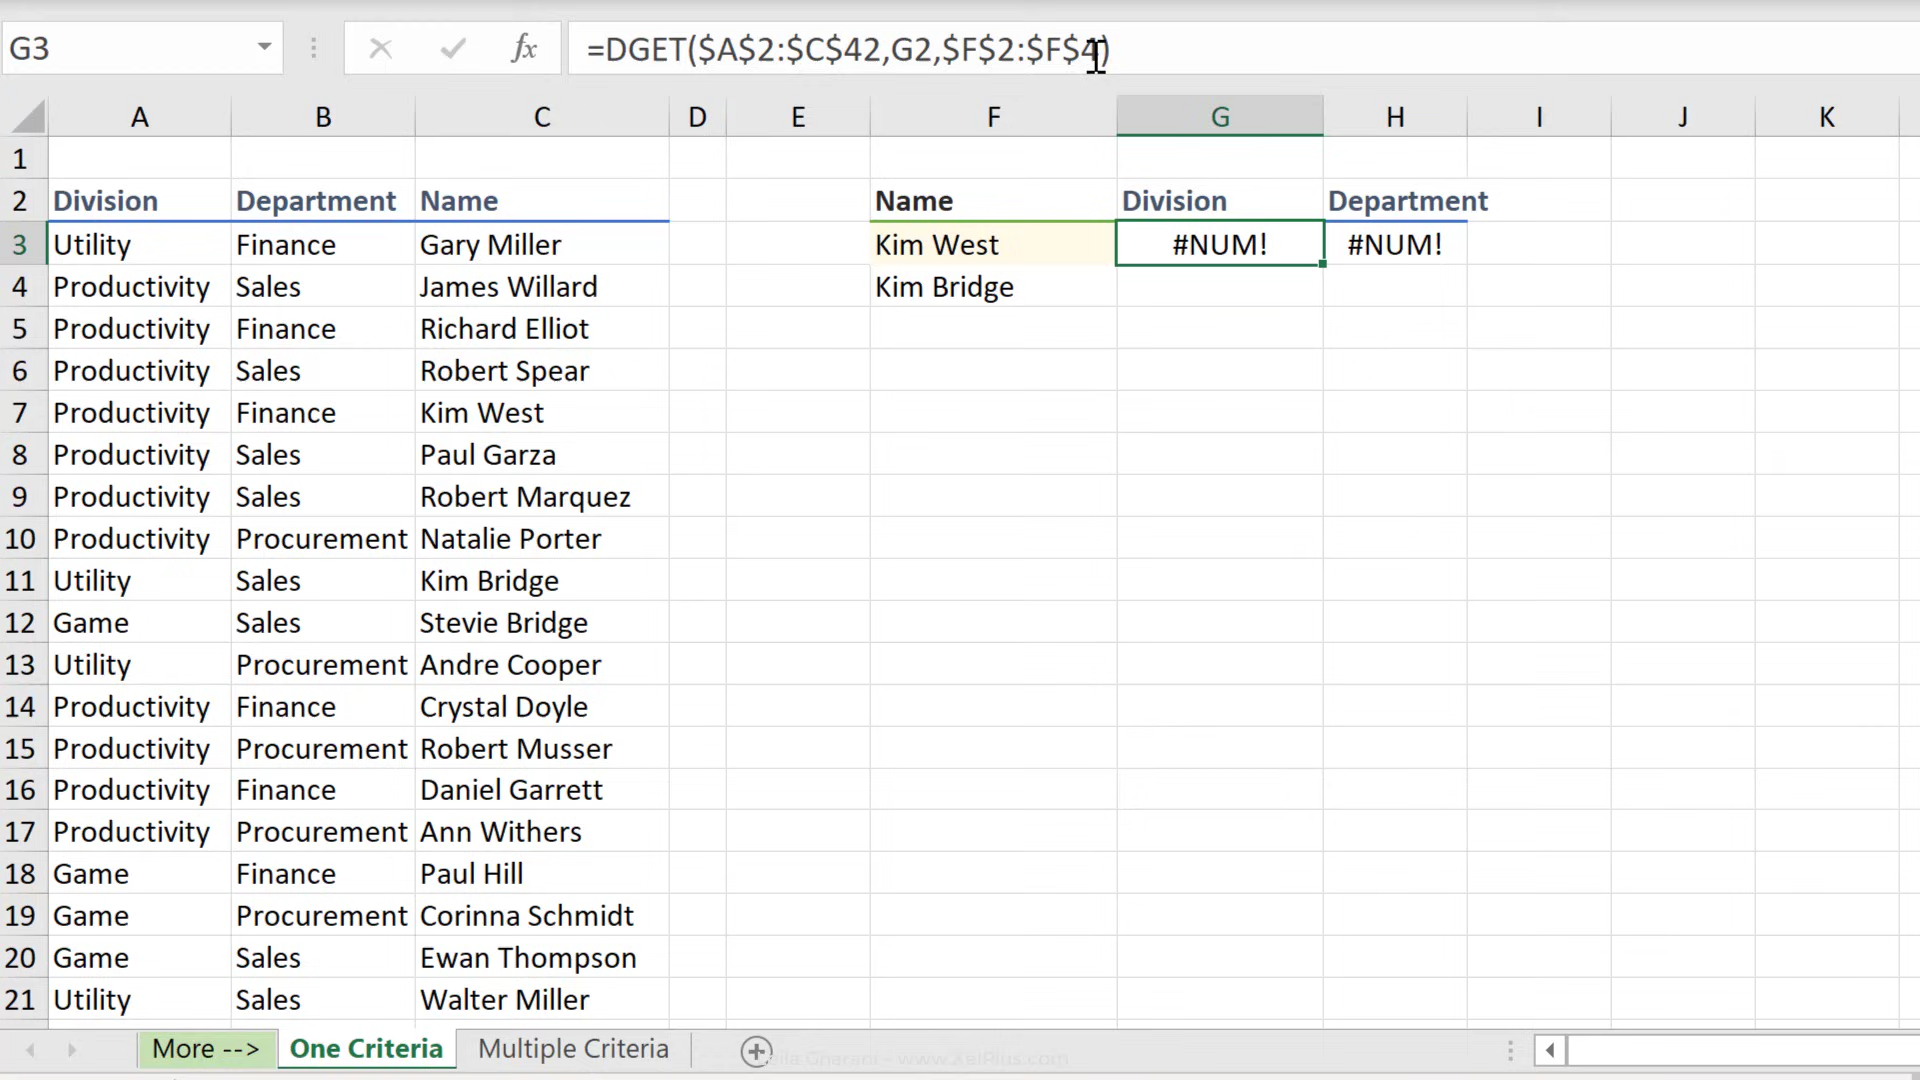 G3 fx =DGET($A$2:$C$42,G2,$F$2:$F$4)
A B C D E F G H I J K
1
2 Division Department Name Name Division Department
3 Utility Finance Gary Miller Kim West #NUM! #NUM!
4 Productivity Sales James Willard Kim Bridge
5 Productivity Finance Richard Elliot
6 Productivity Sales Robert Spear
7 Productivity Finance Kim West
8 Productivity Sales Paul Garza
9 Productivity Sales Robert Marquez
10 Productivity Procurement Natalie Porter
11 Utility Sales Kim Bridge
12 Game Sales Stevie Bridge
13 Utility Procurement Andre Cooper
14 Productivity Finance Crystal Doyle
15 Productivity Procurement Robert Musser
16 Productivity Finance Daniel Garrett
17 Productivity Procurement Ann Withers
18 Game Finance Paul Hill
19 Game Procurement Corinna Schmidt
20 Game Sales Ewan Thompson
21 Utility Sales Walter Miller
More --> One Criteria Multiple Criteria
Gharani - www.XelPlus.com